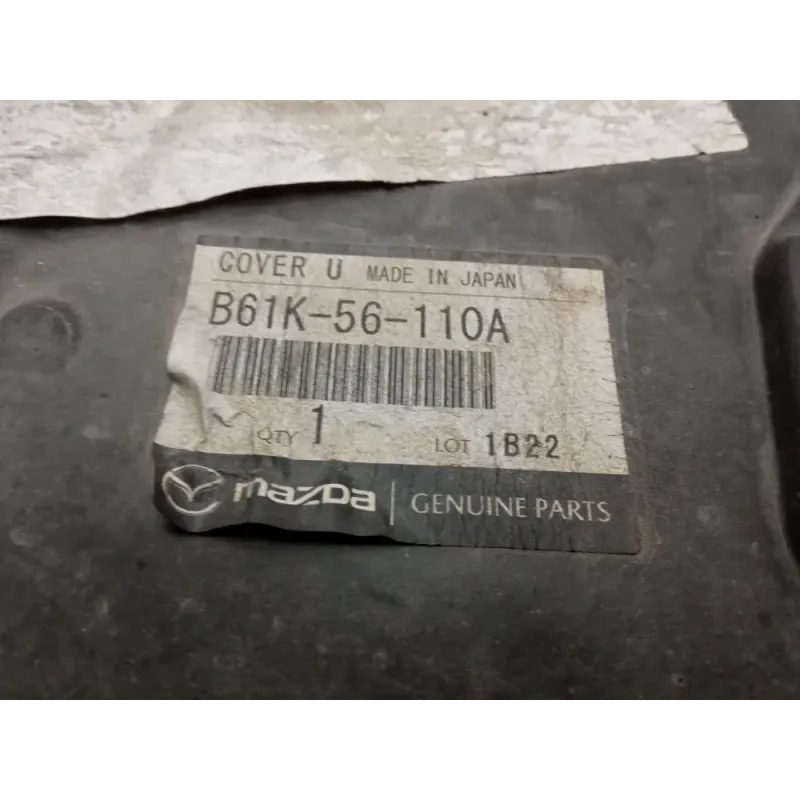 COVER U MADE IN JAPAN
B61K-56-110A
QTY 1 LOT 1B22
mazda | GENUINE PARTS